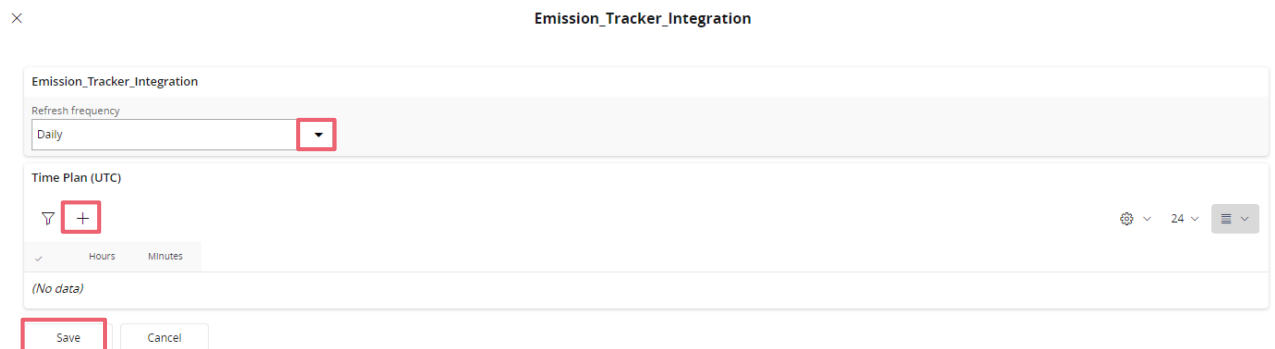 Emission_Tracker_Integration
Emission_Tracker_Integration
Refresh frequency
Daily
Time Plan (UTC)
24
Hours Minutes
(No data)
Save Cancel